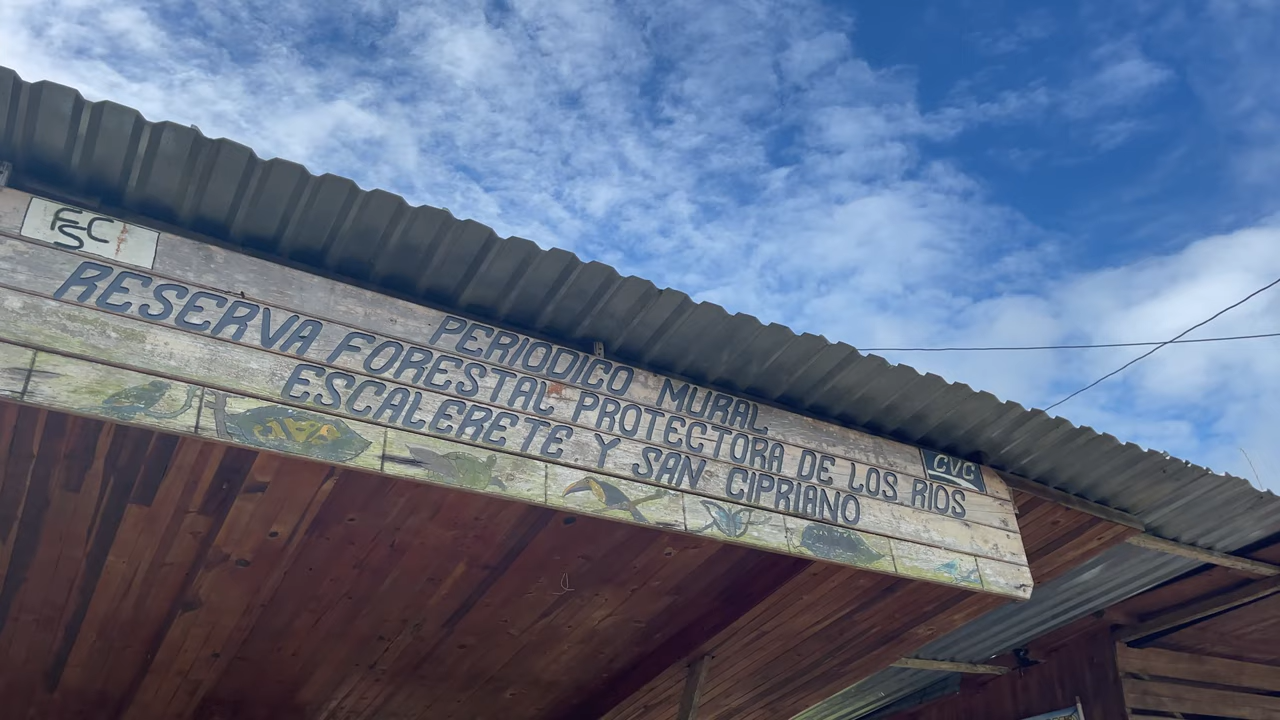 FSC
PERIODICO MURAL
RESERVA FORESTAL PROTECTORA DE LOS RIOS
ESCALERETE Y SAN CIPRIANO
CVC